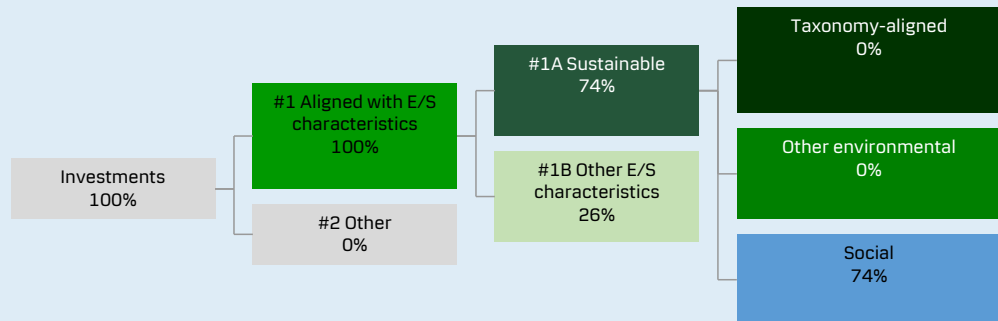 Investments
100%
#1 Aligned with E/S
characteristics
100%
#2 Other
0%
#1A Sustainable
74%
#1B Other E/S
characteristics
26%
Taxonomy-aligned
0%
Other environmental
0%
Social
74%